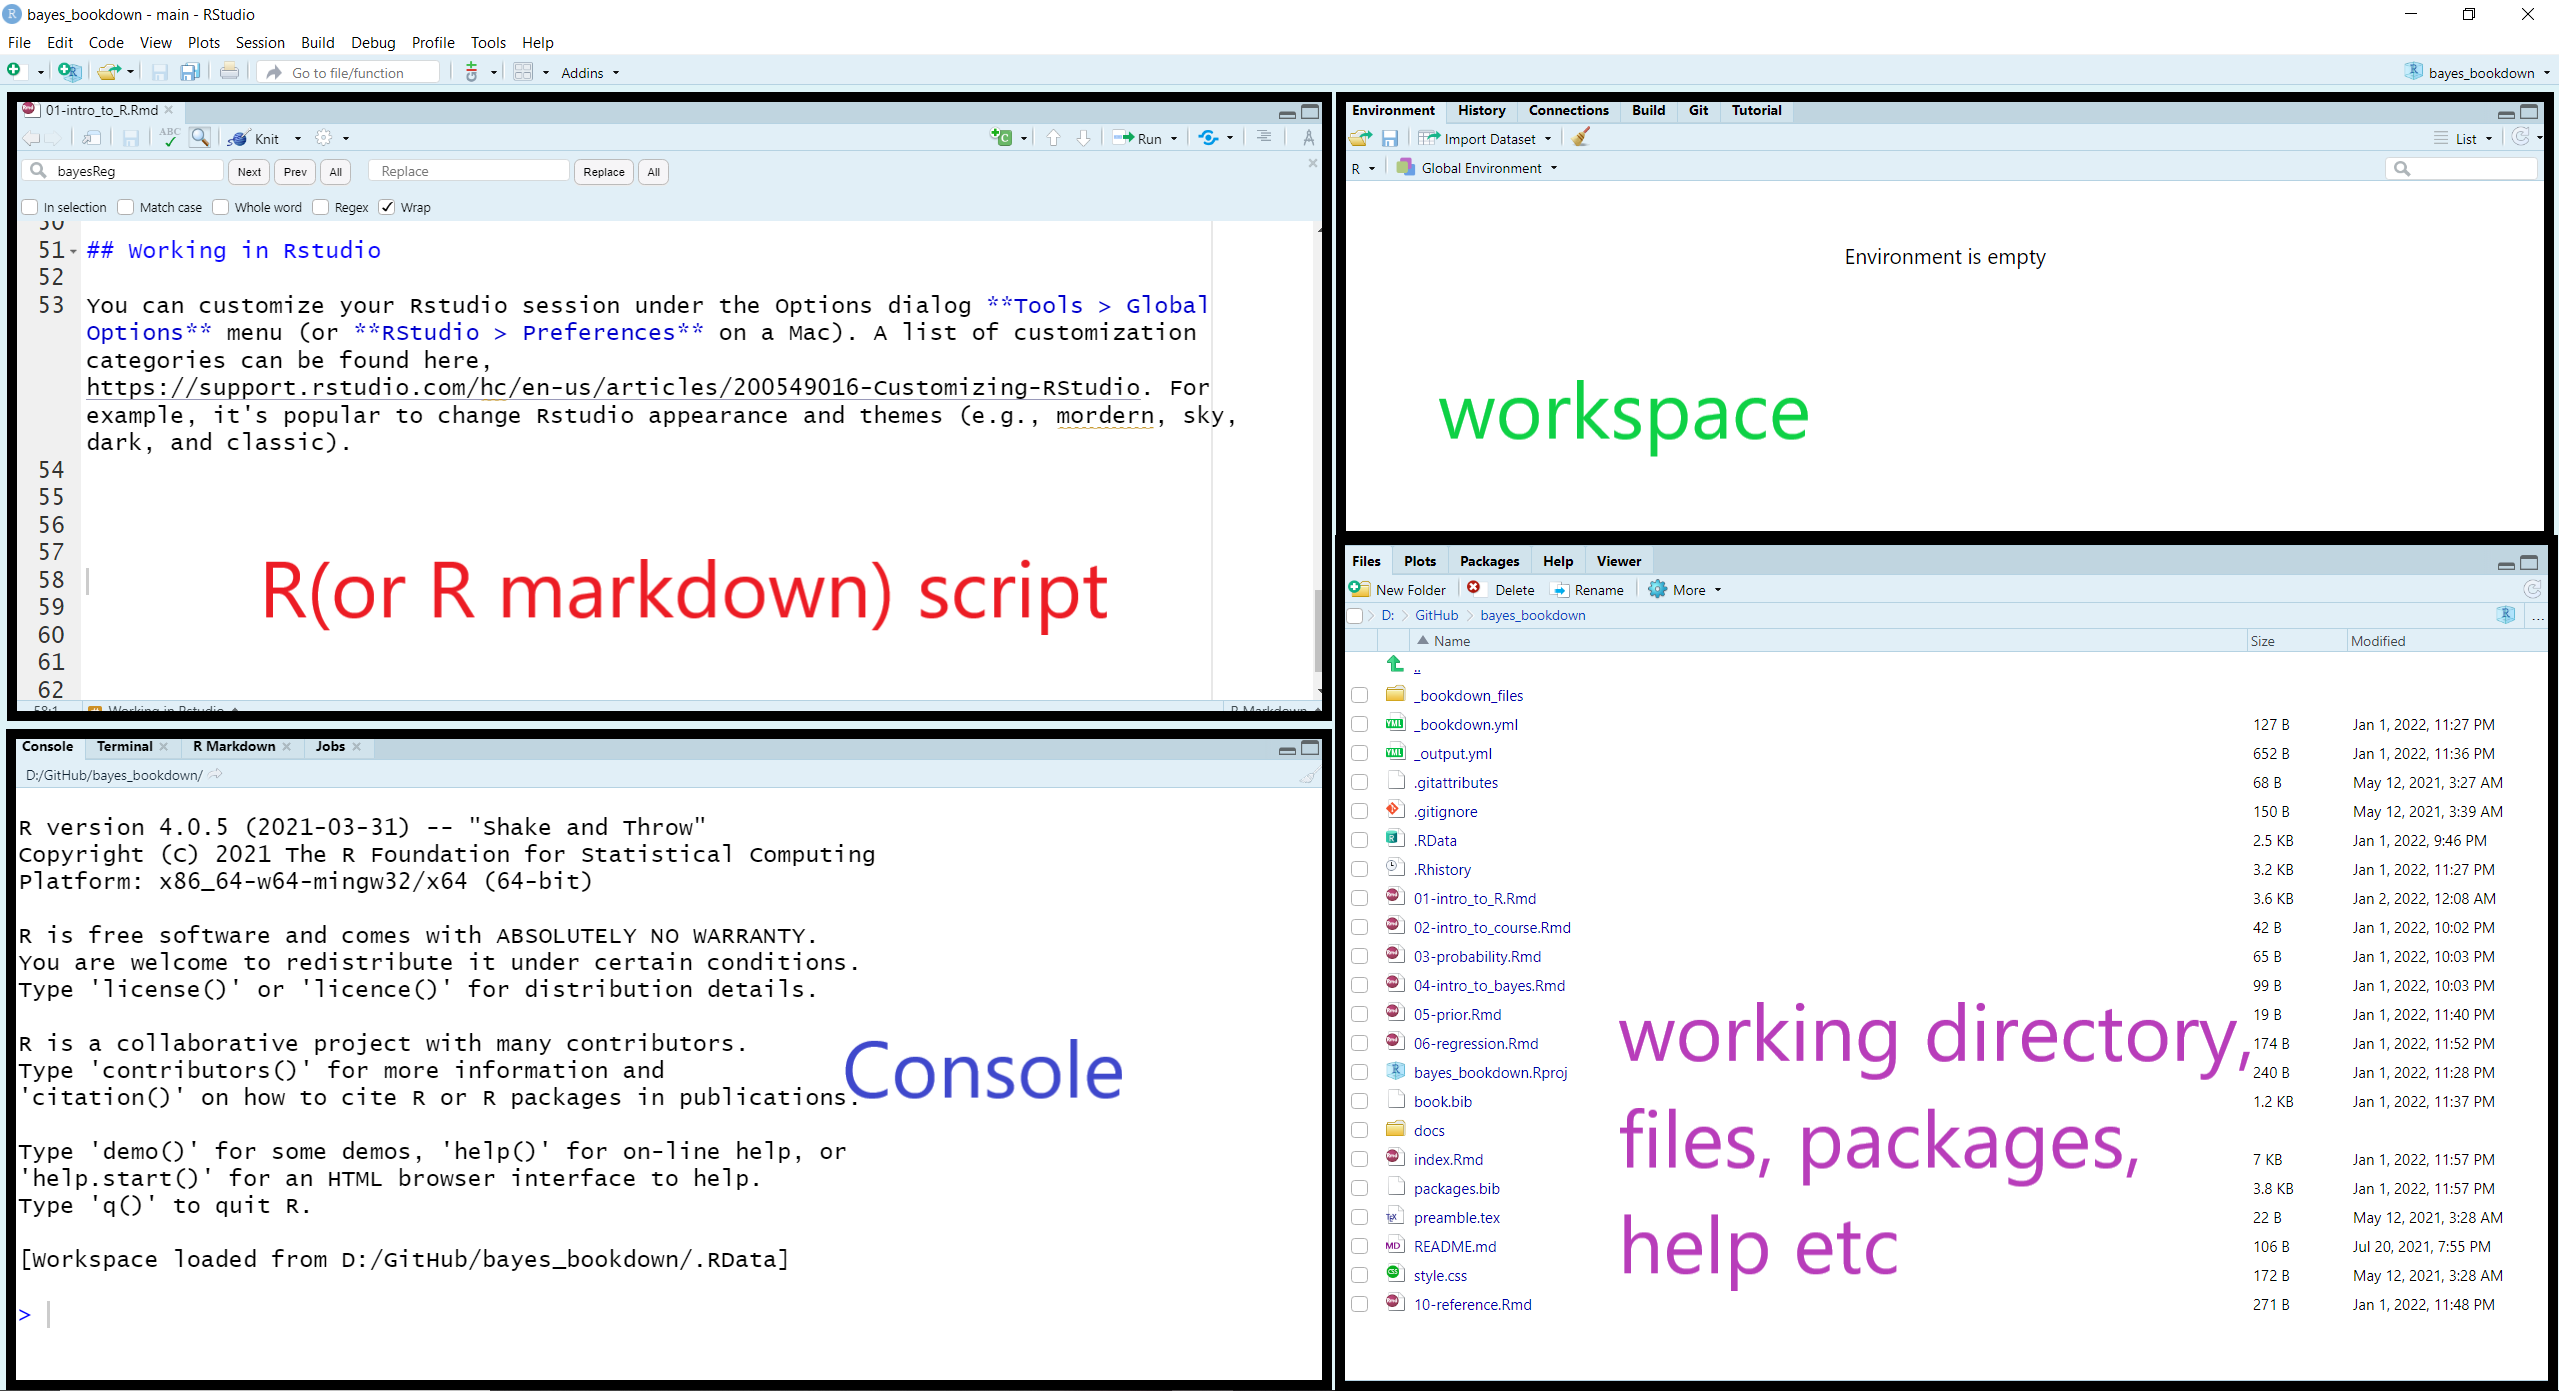 bayes_bookdown - main - RStudio
File Edit Code View Plots Session Build Debug Profile Tools Help
Go to file/function Addins bayes_bookdown
01-intro_to_R.Rmd
ABC Knit Run
bayesReg Next Prev All Replace Replace All
In selection Match case Whole word Regex Wrap
50
51 ## Working in Rstudio
52
53 You can customize your Rstudio session under the Options dialog **Tools > Global
Options** menu (or **RStudio > Preferences** on a Mac). A list of customization
categories can be found here,
https://support.rstudio.com/hc/en-us/articles/200549016-Customizing-RStudio. For
example, it's popular to change Rstudio appearance and themes (e.g., mordern, sky,
dark, and classic).
54
55
56
57
58
59
60
61
62
R(or R markdown) script
58:1 Working in Rstudio R Markdown
Console Terminal R Markdown Jobs
D:/GitHub/bayes_bookdown/
R version 4.0.5 (2021-03-31) -- "Shake and Throw"
Copyright (C) 2021 The R Foundation for Statistical Computing
Platform: x86_64-w64-mingw32/x64 (64-bit)
R is free software and comes with ABSOLUTELY NO WARRANTY.
You are welcome to redistribute it under certain conditions.
Type 'license()' or 'licence()' for distribution details.
R is a collaborative project with many contributors.
Type 'contributors()' for more information and
'citation()' on how to cite R or R packages in publications.
Type 'demo()' for some demos, 'help()' for on-line help, or
'help.start()' for an HTML browser interface to help.
Type 'q()' to quit R.
[Workspace loaded from D:/GitHub/bayes_bookdown/.RData]
>
Console
Environment History Connections Build Git Tutorial
Import Dataset List
R Global Environment
Environment is empty
workspace
Files Plots Packages Help Viewer
New Folder Delete Rename More
D: GitHub bayes_bookdown ...
Name Size Modified
..
_bookdown_files
_bookdown.yml 127 B Jan 1, 2022, 11:27 PM
_output.yml 652 B Jan 1, 2022, 11:36 PM
.gitattributes 68 B May 12, 2021, 3:27 AM
.gitignore 150 B May 12, 2021, 3:39 AM
.RData 2.5 KB Jan 1, 2022, 9:46 PM
.Rhistory 3.2 KB Jan 1, 2022, 11:27 PM
01-intro_to_R.Rmd 3.6 KB Jan 2, 2022, 12:08 AM
02-intro_to_course.Rmd 42 B Jan 1, 2022, 10:02 PM
03-probability.Rmd 65 B Jan 1, 2022, 10:03 PM
04-intro_to_bayes.Rmd 99 B Jan 1, 2022, 10:03 PM
05-prior.Rmd 19 B Jan 1, 2022, 11:40 PM
06-regression.Rmd 174 B Jan 1, 2022, 11:52 PM
bayes_bookdown.Rproj 240 B Jan 1, 2022, 11:28 PM
book.bib 1.2 KB Jan 1, 2022, 11:37 PM
docs
index.Rmd 7 KB Jan 1, 2022, 11:57 PM
packages.bib 3.8 KB Jan 1, 2022, 11:57 PM
preamble.tex 22 B May 12, 2021, 3:28 AM
README.md 106 B Jul 20, 2021, 7:55 PM
style.css 172 B May 12, 2021, 3:28 AM
10-reference.Rmd 271 B Jan 1, 2022, 11:48 PM
working directory,
files, packages,
help etc